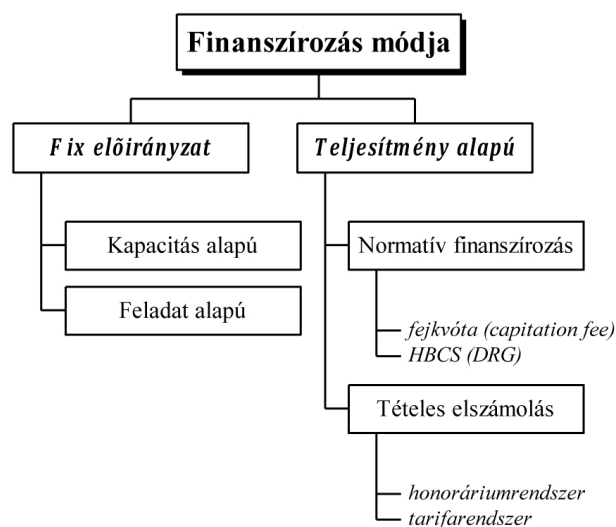 Finanszírozás módja
Fix elõirányzat
Teljesítmény alapú
Kapacitás alapú
Feladat alapú
Normatív finanszírozás
fejkvóta (capitation fee)
HBCS (DRG)
Tételes elszámolás
honoráriumrendszer
tarifarendszer